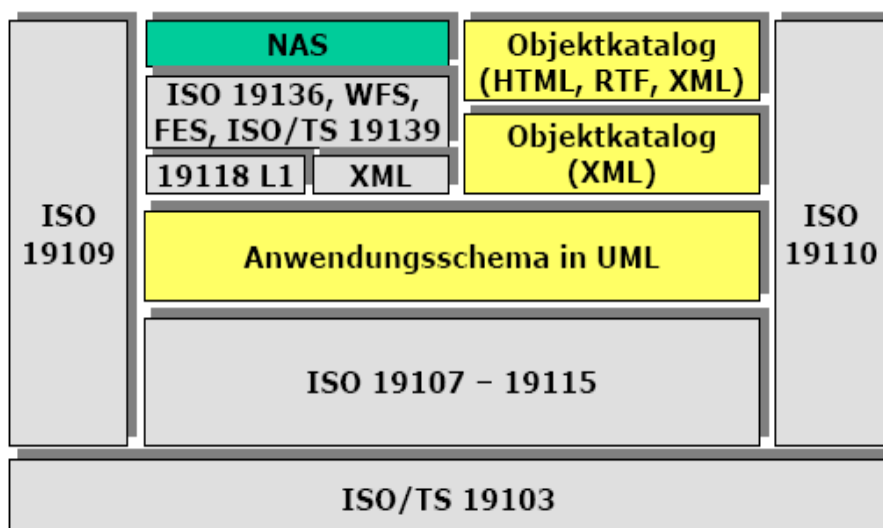 NAS
Objektkatalog
(HTML, RTF, XML)
ISO 19136, WFS,
FES, ISO/TS 19139
Objektkatalog
(XML)
19118 L1
XML
ISO
19109
ISO
19110
Anwendungsschema in UML
ISO 19107 – 19115
ISO/TS 19103